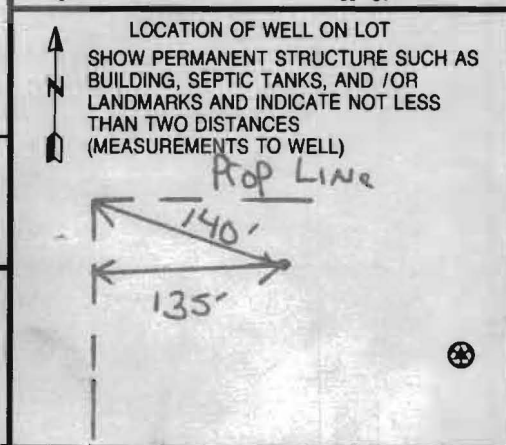 LOCATION OF WELL ON LOT
SHOW PERMANENT STRUCTURE SUCH AS
BUILDING, SEPTIC TANKS, AND /OR
LANDMARKS AND INDICATE NOT LESS
THAN TWO DISTANCES
(MEASUREMENTS TO WELL)
N
PROP LINe
140'
135'